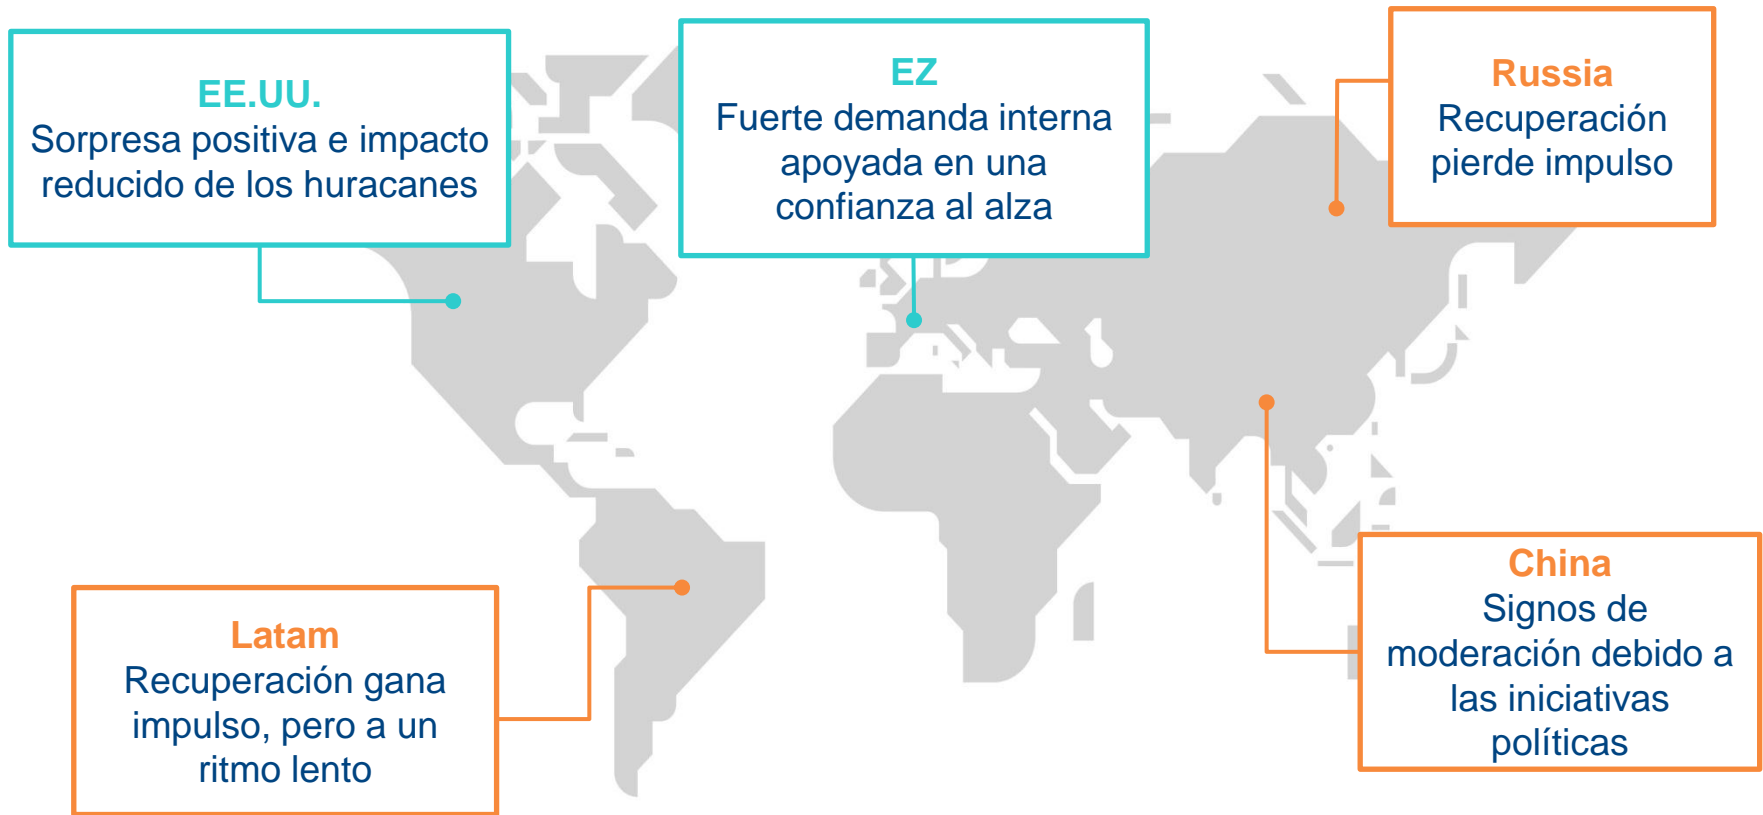 EE.UU.
Sorpresa positiva e impacto
reducido de los huracanes
EZ
Fuerte demanda interna
apoyada en una
confianza al alza
Russia
Recuperación
pierde impulso
Latam
Recuperación gana
impulso, pero a un
ritmo lento
China
Signos de
moderación debido a
las iniciativas
políticas